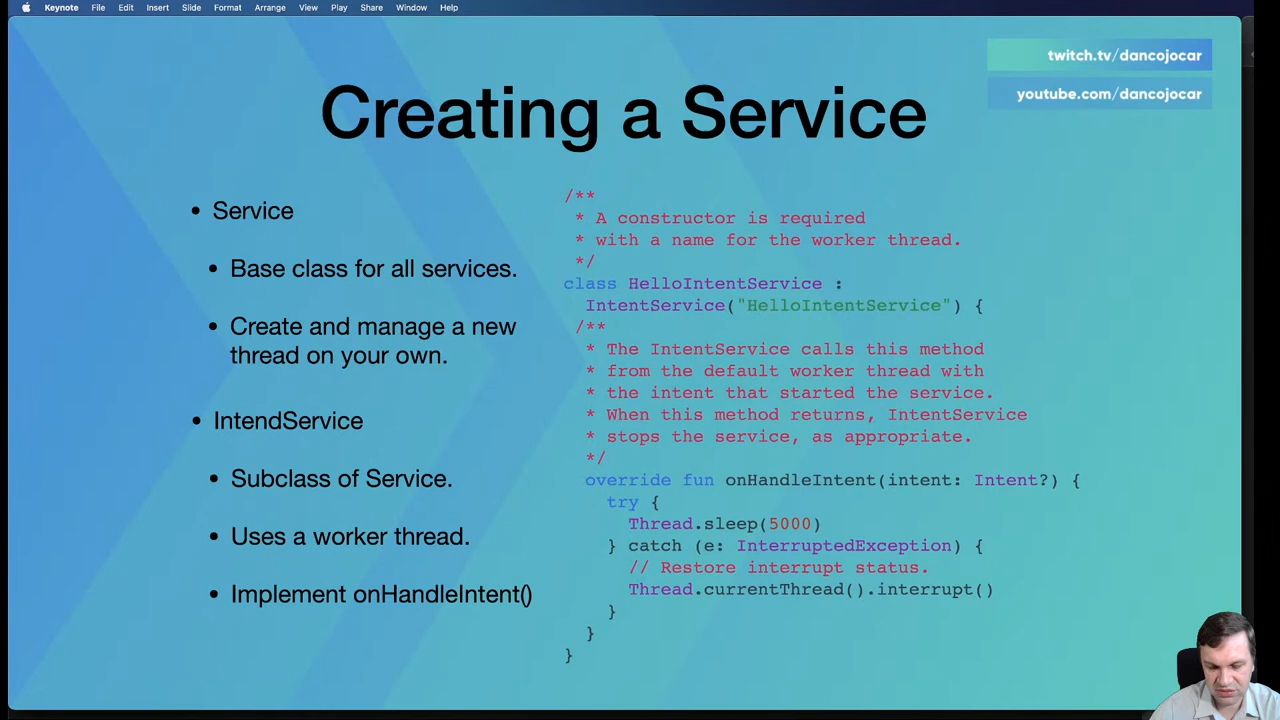 Keynote File Edit Insert Slide Format Arrange View Play Share Window Help
twitch.tv/dancojocar
youtube.com/dancojocar
Creating a Service
• Service
• Base class for all services.
• Create and manage a new
thread on your own.
• IntendService
• Subclass of Service.
• Uses a worker thread.
• Implement onHandleIntent()
/**
* A constructor is required
* with a name for the worker thread.
*/
class HelloIntentService :
IntentService("HelloIntentService") {
/**
* The IntentService calls this method
* from the default worker thread with
* the intent that started the service.
* When this method returns, IntentService
* stops the service, as appropriate.
*/
override fun onHandleIntent(intent: Intent?) {
try {
Thread.sleep(5000)
} catch (e: InterruptedException) {
// Restore interrupt status.
Thread.currentThread().interrupt()
}
}
}